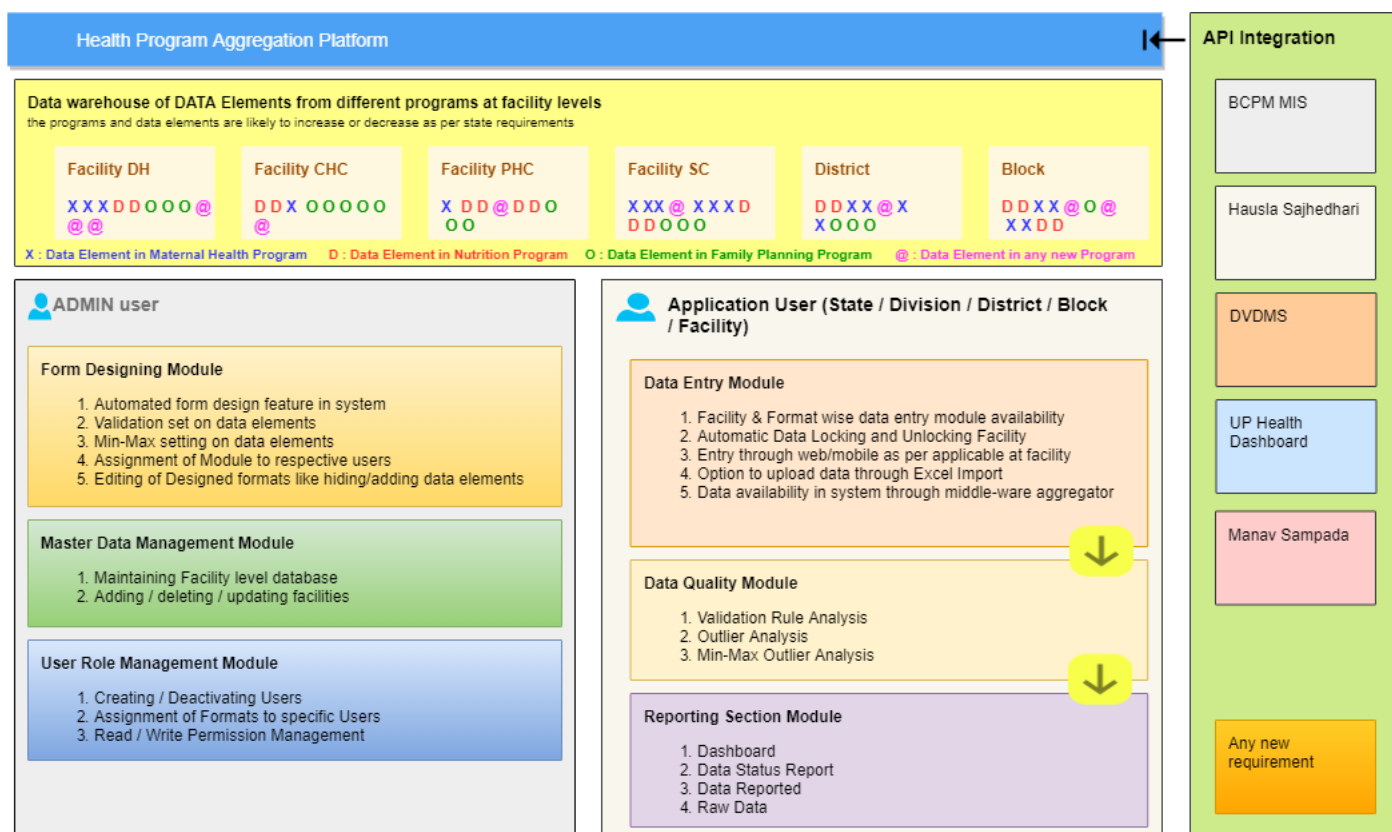 Health Program Aggregation Platform
Data warehouse of DATA Elements from different programs at facility levels
the programs and data elements are likely to increase or decrease as per state requirements
Facility DH
X X X D D O O O @
@ @
Facility CHC
D D X O O O O O
@
Facility PHC
X D D @ D D O
O O
Facility SC
X XX @ X X X D
D D O O O
District
D D X X @ X
X O O O
Block
D D X X @ O @
X X D D
X : Data Element in Maternal Health Program D : Data Element in Nutrition Program O : Data Element in Family Planning Program @ : Data Element in any new Program
ADMIN user
Form Designing Module
1. Automated form design feature in system
2. Validation set on data elements
3. Min-Max setting on data elements
4. Assignment of Module to respective users
5. Editing of Designed formats like hiding/adding data elements
Master Data Management Module
1. Maintaining Facility level database
2. Adding / deleting / updating facilities
User Role Management Module
1. Creating / Deactivating Users
2. Assignment of Formats to specific Users
3. Read / Write Permission Management
Application User (State / Division / District / Block
/ Facility)
Data Entry Module
1. Facility & Format wise data entry module availability
2. Automatic Data Locking and Unlocking Facility
3. Entry through web/mobile as per applicable at facility
4. Option to upload data through Excel Import
5. Data availability in system through middle-ware aggregator
Data Quality Module
1. Validation Rule Analysis
2. Outlier Analysis
3. Min-Max Outlier Analysis
Reporting Section Module
1. Dashboard
2. Data Status Report
3. Data Reported
4. Raw Data
API Integration
BCPM MIS
Hausla Sajhedhari
DVDMS
UP Health
Dashboard
Manav Sampada
Any new
requirement